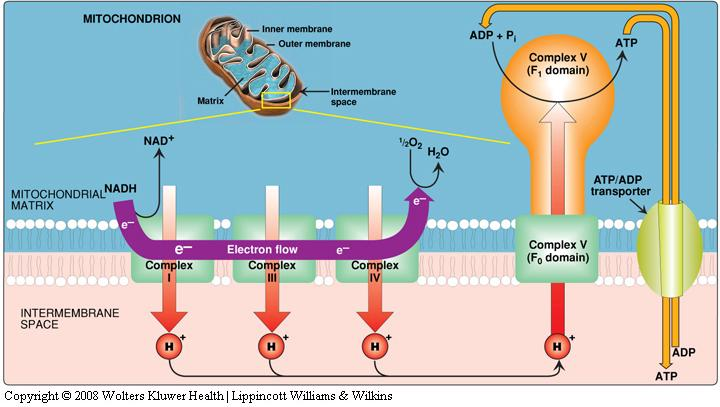 MITOCHONDRION
Inner membrane
Outer membrane
Intermembrane
space
Matrix
ADP + Pi
ATP
Complex V
(F1 domain)
NAD+
½O2
H2O
NADH
MITOCHONDRIAL
MATRIX
ATP/ADP
transporter
e–
e–
e–
Electron flow
e–
Complex
I
Complex
III
Complex
IV
Complex V
(F0 domain)
INTERMEMBRANE
SPACE
H+
H+
H+
H+
ADP
ATP
Copyright © 2008 Wolters Kluwer Health | Lippincott Williams & Wilkins